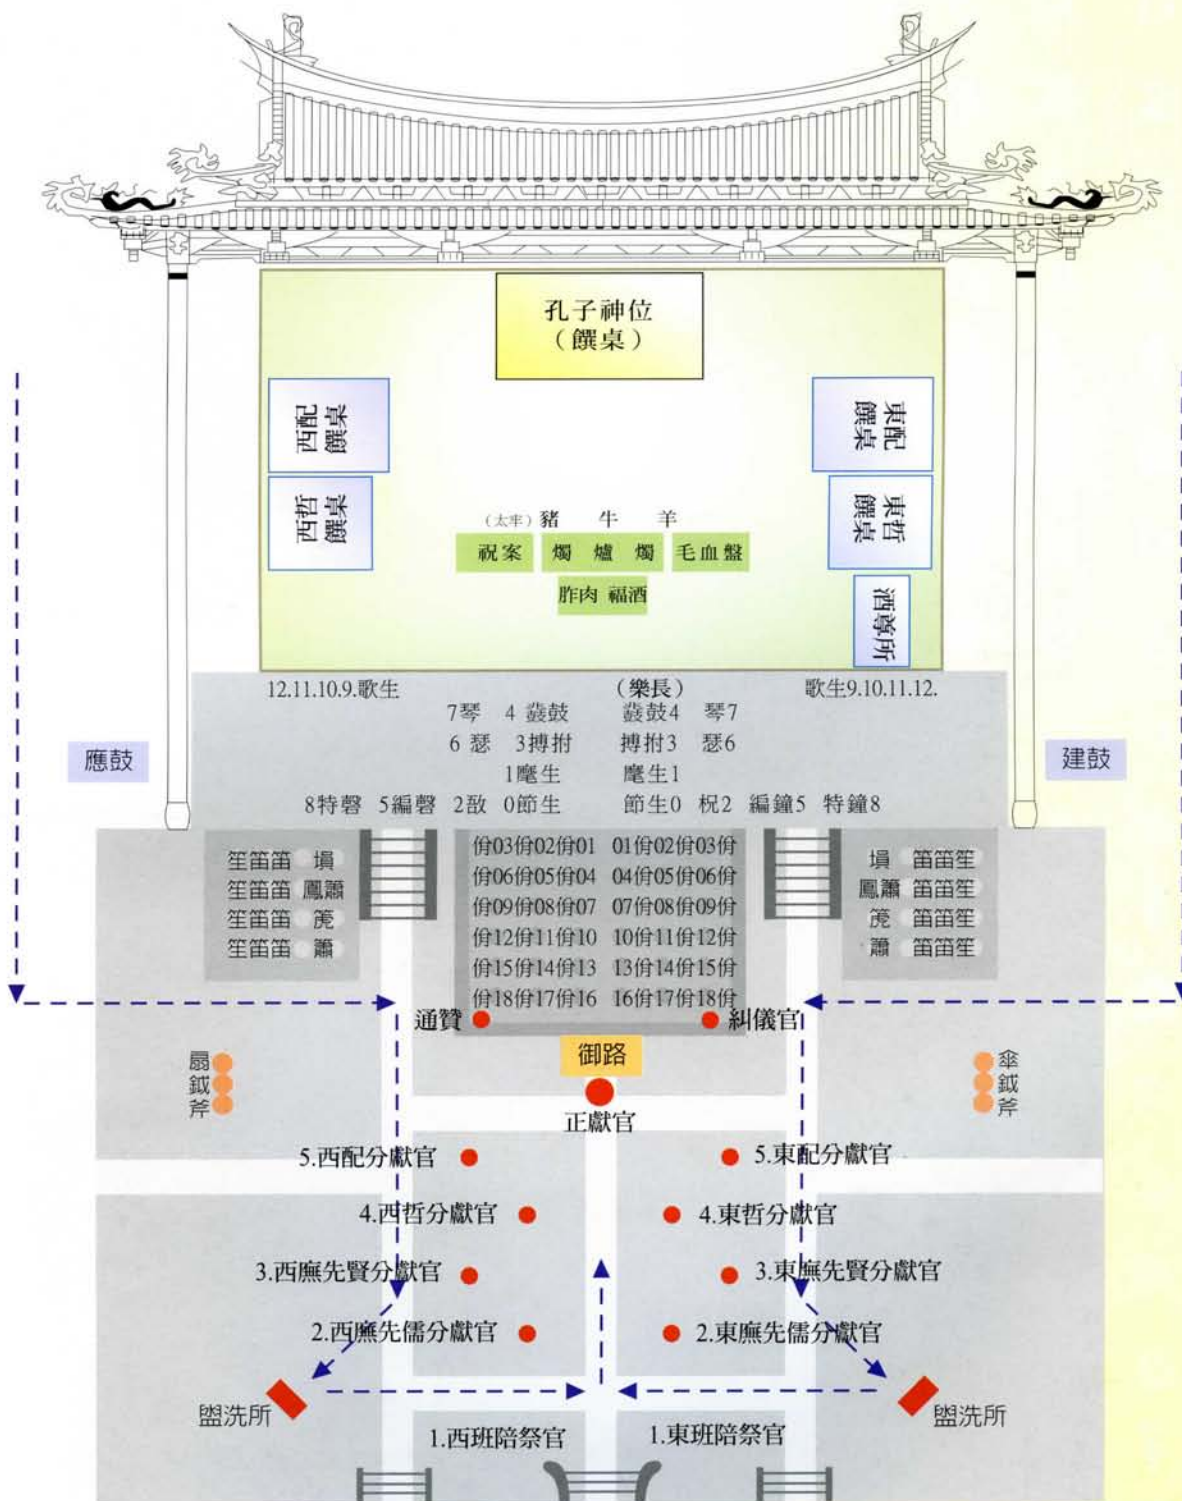 孔子神位
（饌桌）
西配
饌桌
東配
饌桌
西哲
饌桌
東哲
饌桌
（太牢）豬 牛 羊
祝案 燭 爐 燭 毛血盤
胙肉 福酒
酒尊所
12.11.10.9.歌生 （樂長） 歌生9.10.11.12.
7琴 4 鼗鼓 鼗鼓4 琴7
6 瑟 3搏拊 搏拊3 瑟6
應鼓 建鼓
1麾生 麾生1
8特磬 5編磬 2敔 0節生 節生0 柷2 編鐘5 特鐘8
笙笛笛 塤
笙笛笛 鳳簫
笙笛笛 篪
笙笛笛 簫
佾03佾02佾01 01佾02佾03佾
佾06佾05佾04 04佾05佾06佾
佾09佾08佾07 07佾08佾09佾
佾12佾11佾10 10佾11佾12佾
佾15佾14佾13 13佾14佾15佾
佾18佾17佾16 16佾17佾18佾
塤 笛笛笙
鳳簫 笛笛笙
篪 笛笛笙
簫 笛笛笙
通贊 糾儀官
御路
扇
鉞
斧
傘
鉞
斧
正獻官
5.西配分獻官 5.東配分獻官
4.西哲分獻官 4.東哲分獻官
3.西廡先賢分獻官 3.東廡先賢分獻官
2.西廡先儒分獻官 2.東廡先儒分獻官
盥洗所 盥洗所
1.西班陪祭官 1.東班陪祭官